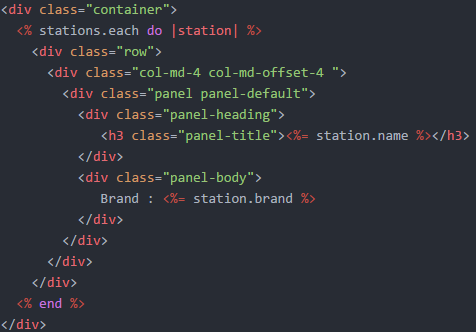 <div class="container">
  <% stations.each do |station| %>
    <div class="row">
      <div class="col-md-4 col-md-offset-4 ">
        <div class="panel panel-default">
          <div class="panel-heading">
             <h3 class="panel-title"><%= station.name %></h3>
          </div>
          <div class="panel-body">
             Brand : <%= station.brand %>
          </div>
        </div>
      </div>
    </div>
  <% end %>
</div>